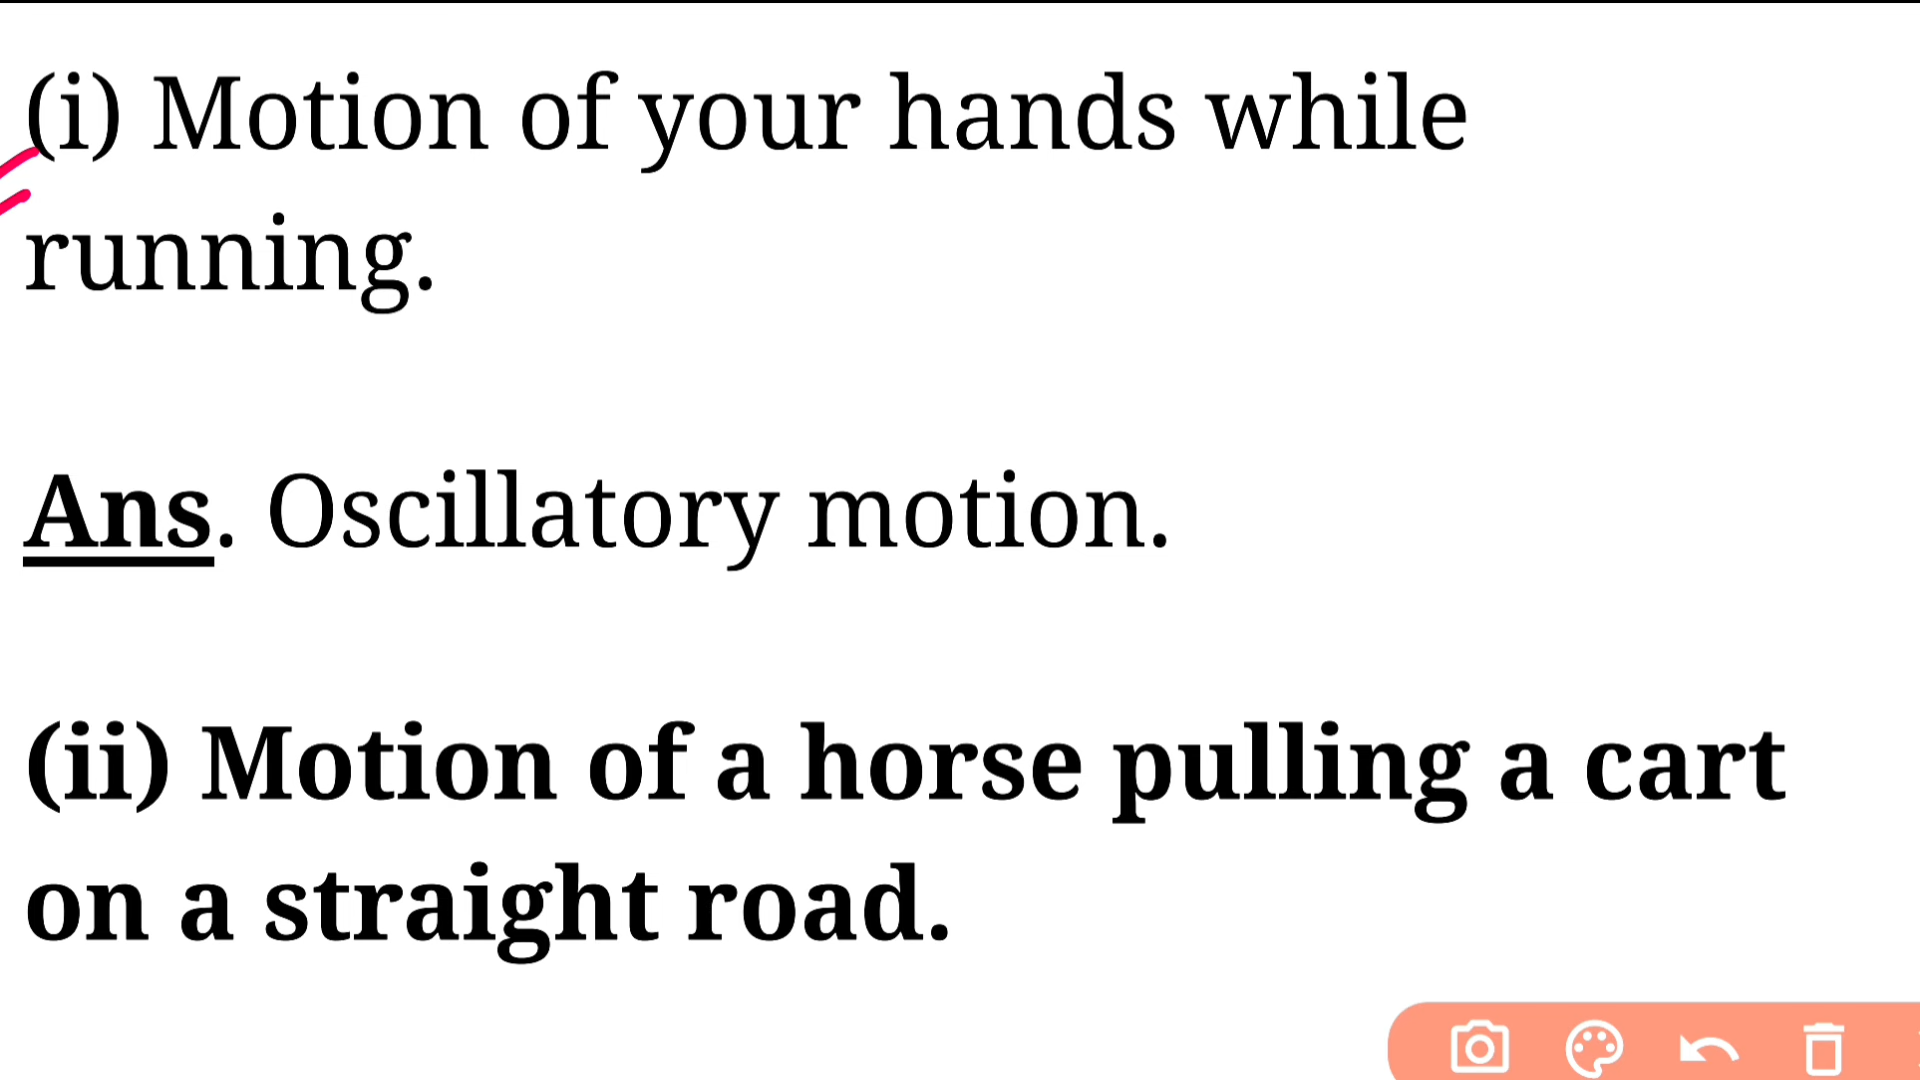 (i) Motion of your hands while
running.
Ans. Oscillatory motion.
(ii) Motion of a horse pulling a cart
on a straight road.